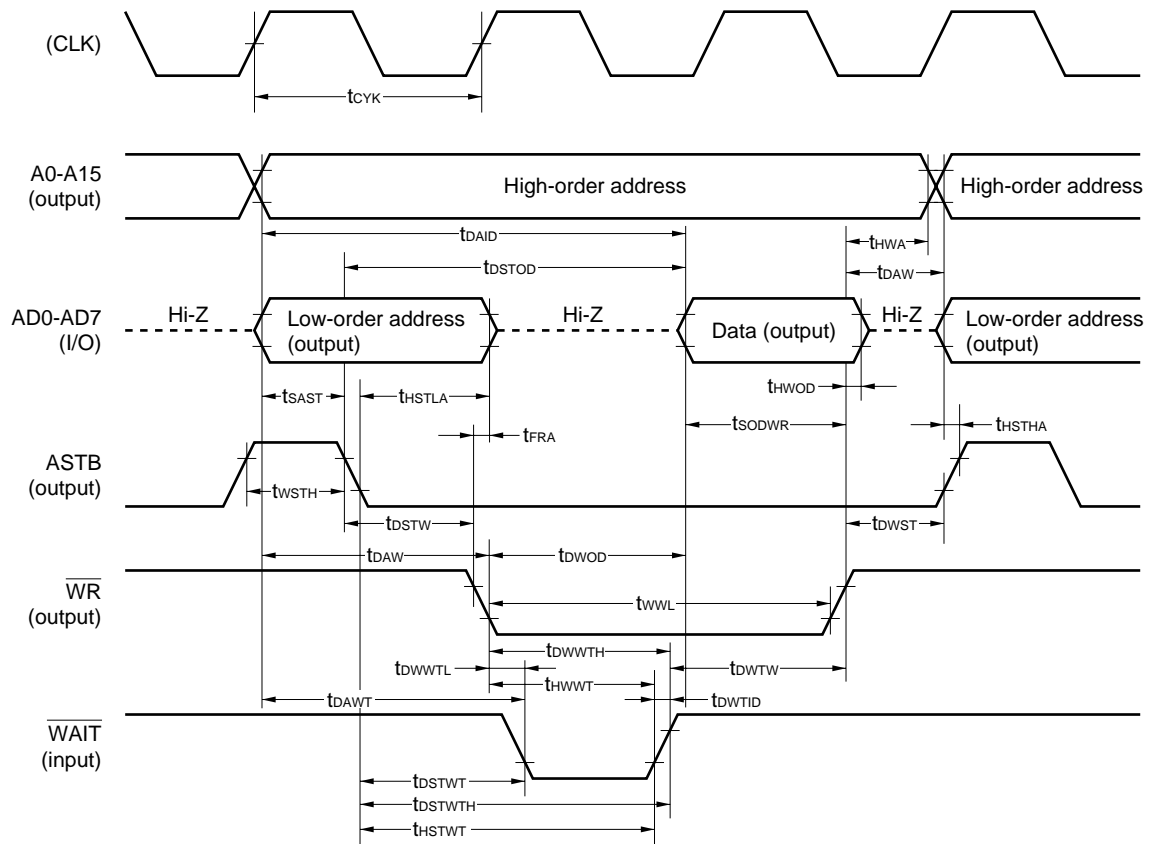 (CLK)
tCYK
A0-A15
(output)
High-order address
High-order address
tDAID
tHWA
tDSTOD
tDAW
AD0-AD7
(I/O)
Hi-Z
Low-order address
(output)
Hi-Z
Data (output)
Hi-Z
Low-order address
(output)
tSAST
tHSTLA
tHWOD
tSODWR
tHSTHA
tFRA
ASTB
(output)
tWSTH
tDSTW
tDWST
tDAW
tDWOD
WR
(output)
tWWL
tDWWTH
tDWWTL
tDWTW
tHWWT
tDAWT
tDWTID
WAIT
(input)
tDSTWT
tDSTWTH
tHSTWT